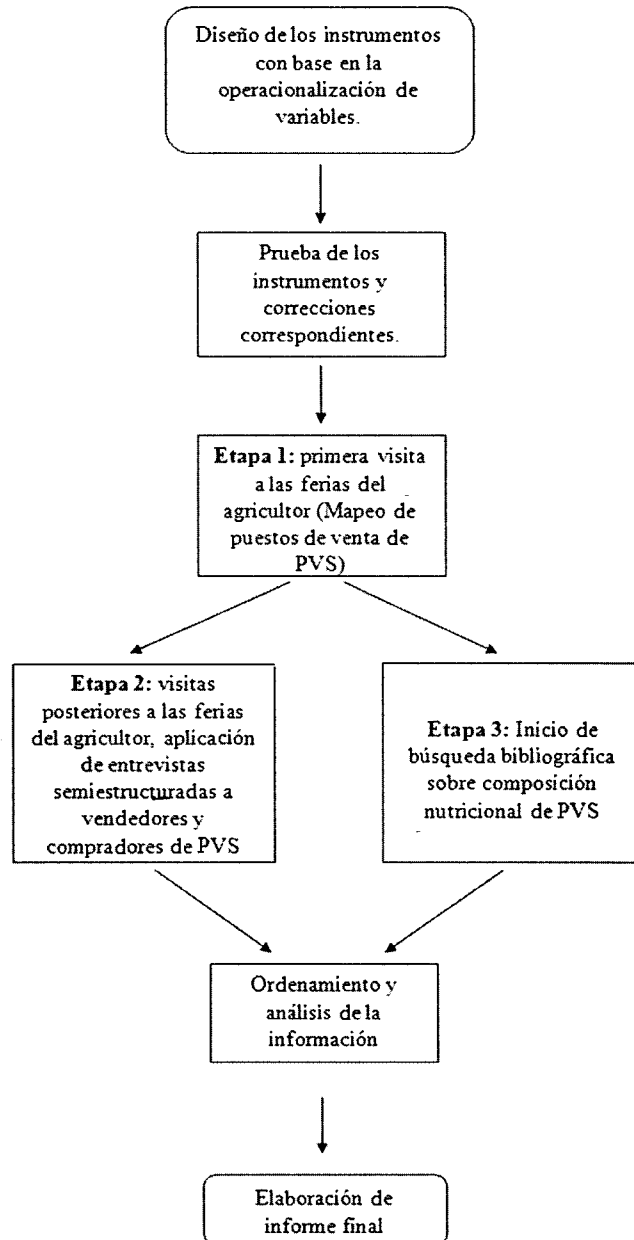 Diseño de los instrumentos
con base en la
operacionalización de
variables.
Prueba de los
instrumentos y
correcciones
correspondientes.
Etapa 1: primera visita
a las ferias del
agricultor (Mapeo de
puestos de venta de
PVS)
Etapa 2: visitas
posteriores a las ferias
del agricultor, aplicación
de entrevistas
semiestructuradas a
vendedores y
compradores de PVS
Etapa 3: Inicio de
búsqueda bibliográfica
sobre composición
nutricional de PVS
Ordenamiento y
análisis de la
información
Elaboración de
informe final